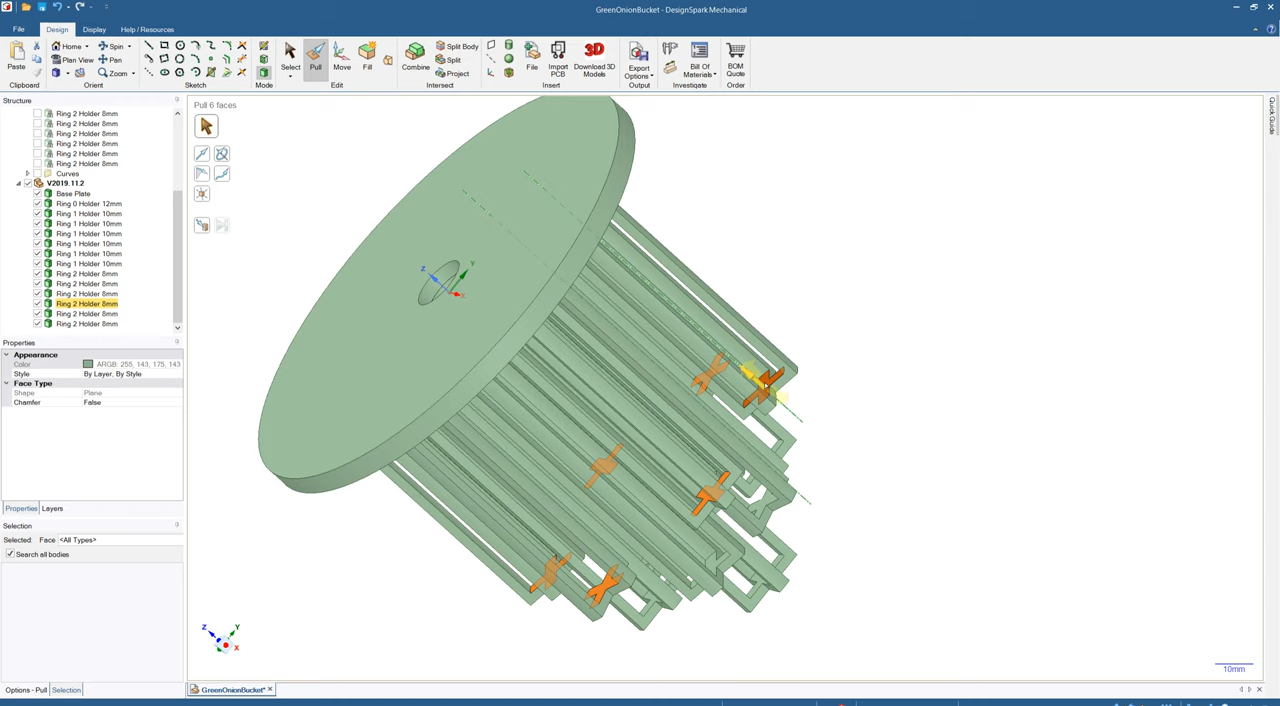 GreenOnionBucket - DesignSpark Mechanical
File
Design
Display
Help / Resources
Paste
Home
Plan View
Spin
Pan
Zoom
Select
Pull
Move
Fill
Combine
Split Body
Split
Project
File
Import PCB
Download 3D Models
Export Options
Bill Of Materials
BOM Quote
Clipboard
Orient
Sketch
Mode
Edit
Intersect
Insert
Output
Investigate
Order
Structure
Ring 2 Holder 8mm
Ring 2 Holder 8mm
Ring 2 Holder 8mm
Ring 2 Holder 8mm
Ring 2 Holder 8mm
Ring 2 Holder 8mm
Curves
V2019.11.2
Base Plate
Ring 0 Holder 12mm
Ring 1 Holder 10mm
Ring 1 Holder 10mm
Ring 1 Holder 10mm
Ring 1 Holder 10mm
Ring 1 Holder 10mm
Ring 1 Holder 10mm
Ring 2 Holder 8mm
Ring 2 Holder 8mm
Ring 2 Holder 8mm
Ring 2 Holder 8mm
Ring 2 Holder 8mm
Ring 2 Holder 8mm
Properties
Appearance
Color ARGB: 255, 143, 175, 143
Style By Layer, By Style
Face Type
Shape Plane
Chamfer False
Properties Layers
Selection
Selected: Face <All Types>
Search all bodies
Options - Pull Selection
Pull 6 faces
Quick Guide
Z
Y
X
Z
Y
X
10mm
GreenOnionBucket*